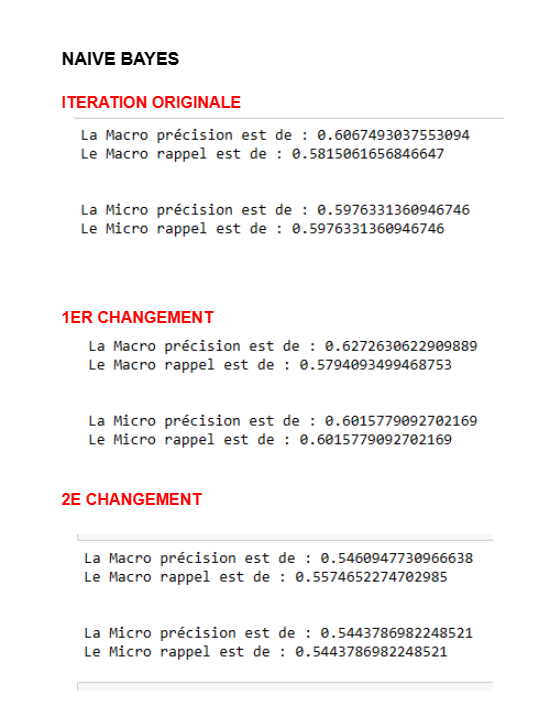 NAIVE BAYES
ITERATION ORIGINALE
La Macro précision est de : 0.6067493037553094
Le Macro rappel est de : 0.5815061656846647
La Micro précision est de : 0.5976331360946746
Le Micro rappel est de : 0.5976331360946746
1ER CHANGEMENT
La Macro précision est de : 0.6272630622909889
Le Macro rappel est de : 0.5794093499468753
La Micro précision est de : 0.6015779092702169
Le Micro rappel est de : 0.6015779092702169
2E CHANGEMENT
La Macro précision est de : 0.5460947730966638
Le Macro rappel est de : 0.5574652274702985
La Micro précision est de : 0.5443786982248521
Le Micro rappel est de : 0.5443786982248521